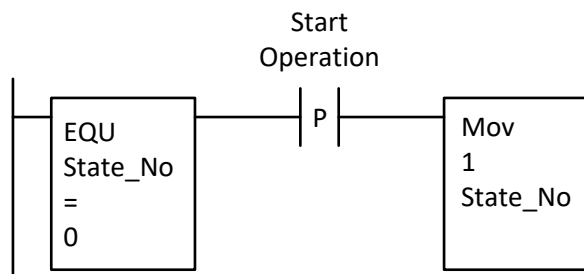 Start
Operation
EQU
State_No
=
0
P
Mov
1
State_No